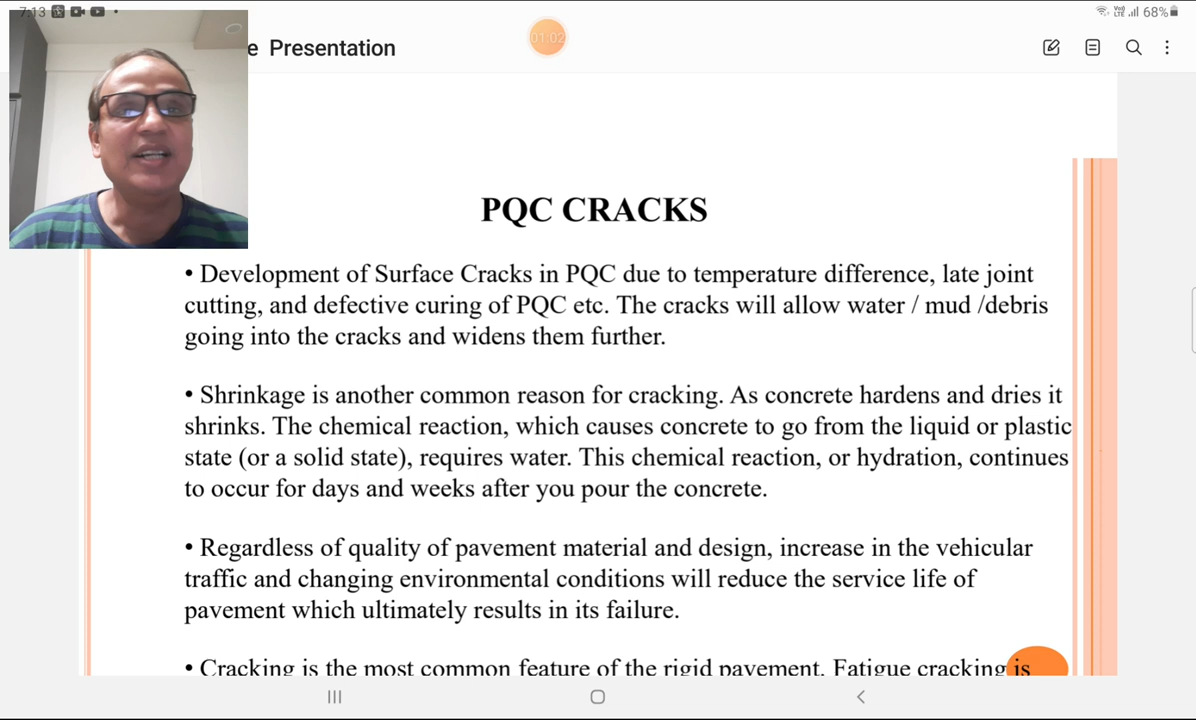 7:13
VoD LTE 68%
e Presentation
01:02
PQC CRACKS
• Development of Surface Cracks in PQC due to temperature difference, late joint
cutting, and defective curing of PQC etc. The cracks will allow water / mud /debris
going into the cracks and widens them further.
• Shrinkage is another common reason for cracking. As concrete hardens and dries it
shrinks. The chemical reaction, which causes concrete to go from the liquid or plastic
state (or a solid state), requires water. This chemical reaction, or hydration, continues
to occur for days and weeks after you pour the concrete.
• Regardless of quality of pavement material and design, increase in the vehicular
traffic and changing environmental conditions will reduce the service life of
pavement which ultimately results in its failure.
• Cracking is the most common feature of the rigid pavement. Fatigue cracking is